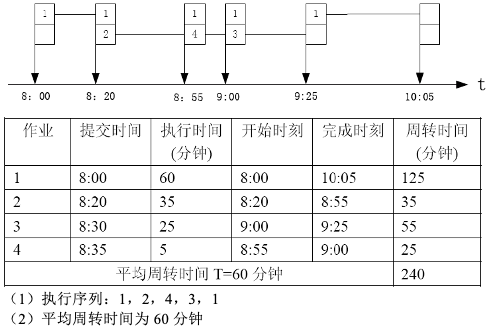 1 1 1 1 1
2 4 3
8：00 8：20 8：55 9:00 9:25 10:05 t
作业 提交时间 执行时间(分钟) 开始时刻 完成时刻 周转时间(分钟)
1 8:00 60 8:00 10:05 125
2 8:20 35 8:20 8:55 35
3 8:30 25 9:00 9:25 55
4 8:35 5 8:55 9:00 25
平均周转时间 T=60 分钟 240
（1）执行序列：1，2，4，3，1
（2）平均周转时间为 60 分钟